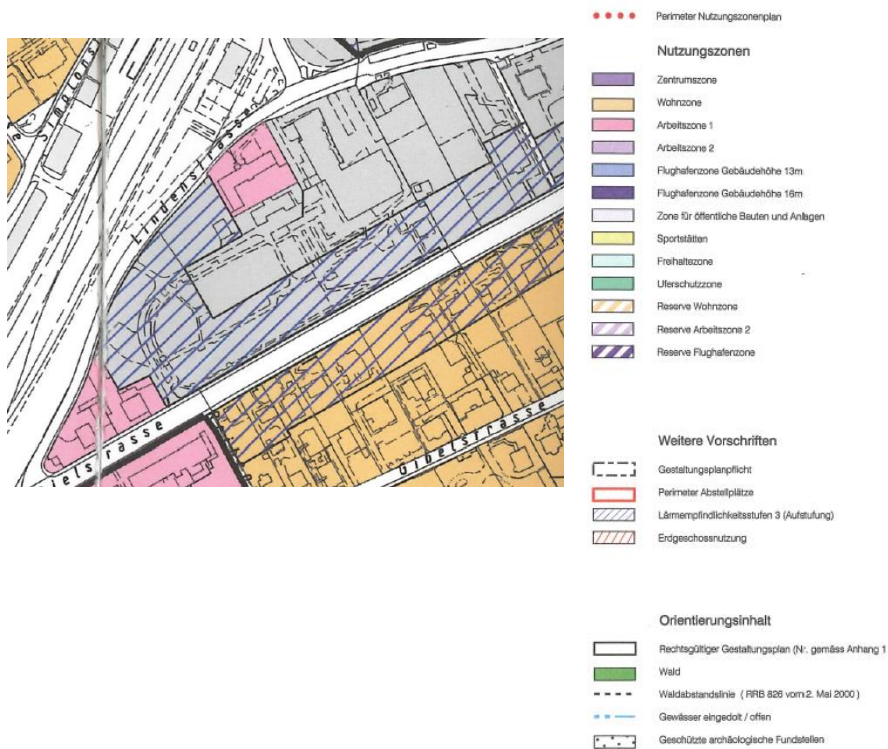 Simplons
Lindenstrasse
ielstrasse
Gibelstrasse
Perimeter Nutzungszonenplan
Nutzungszonen
Zentrumszone
Wohnzone
Arbeitszone 1
Arbeitszone 2
Flughafenzone Gebäudehöhe 13m
Flughafenzone Gebäudehöhe 16m
Zone für öffentliche Bauten und Anlagen
Sportstätten
Freihaltezone
Uferschutzzone
Reserve Wohnzone
Reserve Arbeitszone 2
Reserve Flughafenzone
Weitere Vorschriften
Gestaltungsplanpflicht
Perimeter Abstellplätze
Lärmempfindlichkeitsstufen 3 (Aufstufung)
Erdgeschossnutzung
Orientierungsinhalt
Rechtsgültiger Gestaltungsplan (Nr. gemäss Anhang 1
Wald
Waldabstandslinie ( RRB 826 vom 2. Mai 2000 )
Gewässer eingedolt / offen
Geschützte archäologische Fundstellen